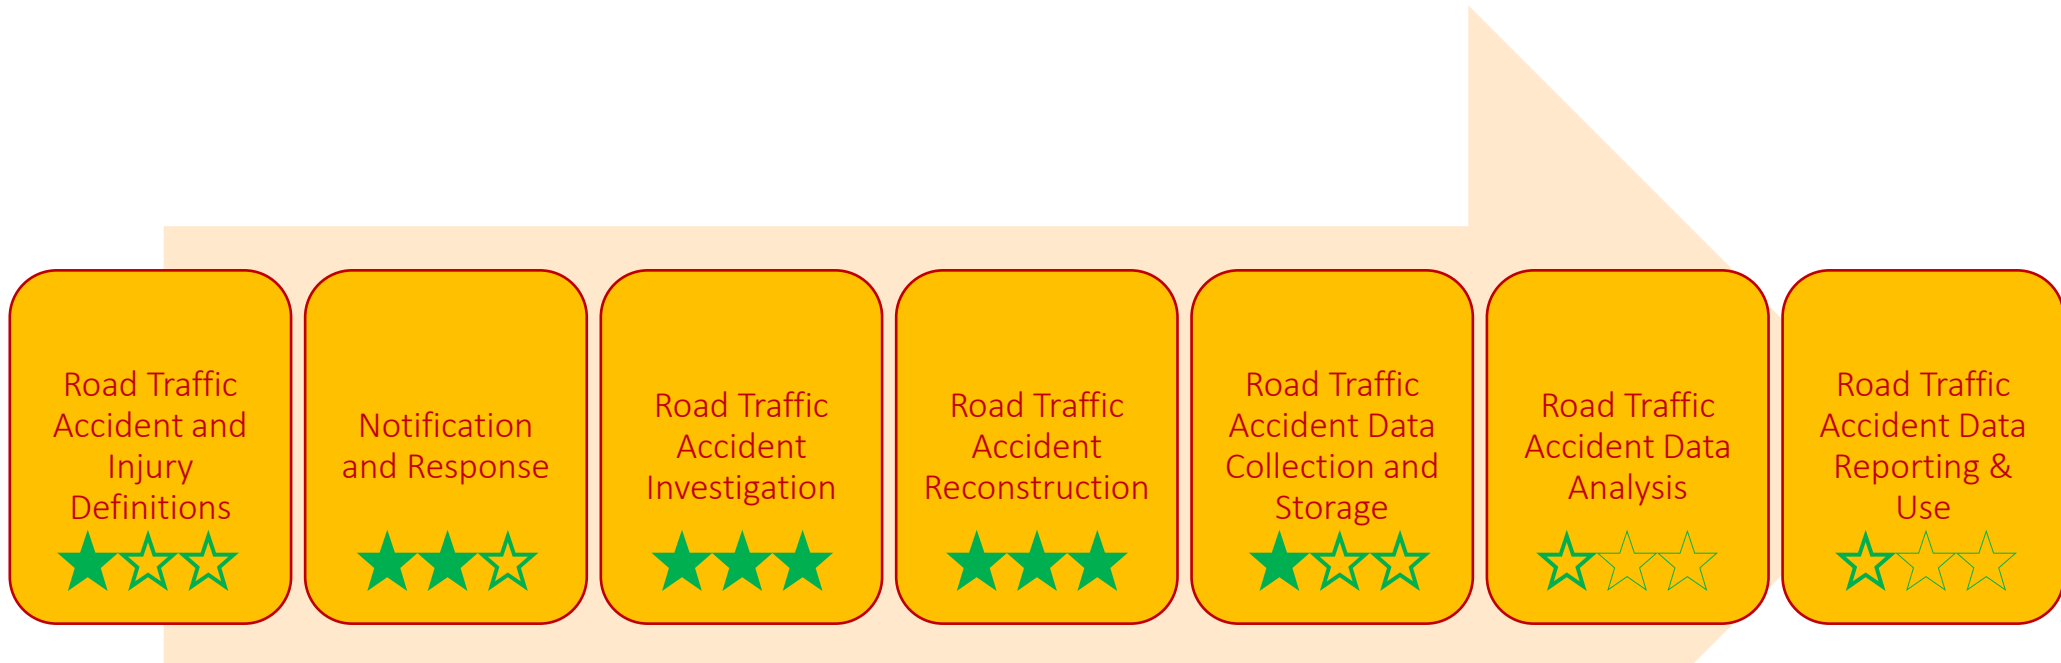 Road Traffic
Accident and
Injury
Definitions
Notification
and Response
Road Traffic
Accident
Investigation
Road Traffic
Accident
Reconstruction
Road Traffic
Accident Data
Collection and
Storage
Road Traffic
Accident Data
Analysis
Road Traffic
Accident Data
Reporting &
Use